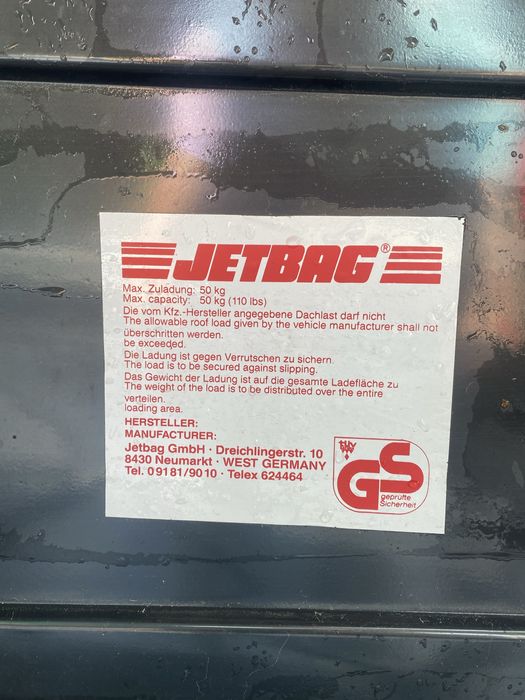 JETBAG®
Max. Zuladung: 50 kg
Max. capacity: 50 kg (110 lbs)
Die vom Kfz.-Hersteller angegebene Dachlast darf nicht
The allowable roof load given by the vehicle manufacturer shall not
überschritten werden.
be exceeded.
Die Ladung ist gegen Verrutschen zu sichern.
The load is to be secured against slipping.
Das Gewicht der Ladung ist auf die gesamte Ladefläche zu
The weight of the load is to be distributed over the entire
verteilen.
loading area.
HERSTELLER:
MANUFACTURER:
Jetbag GmbH · Dreichlingerstr. 10
8430 Neumarkt · WEST GERMANY
Tel. 09181/9010 · Telex 624464
GS
geprüfte
Sicherheit